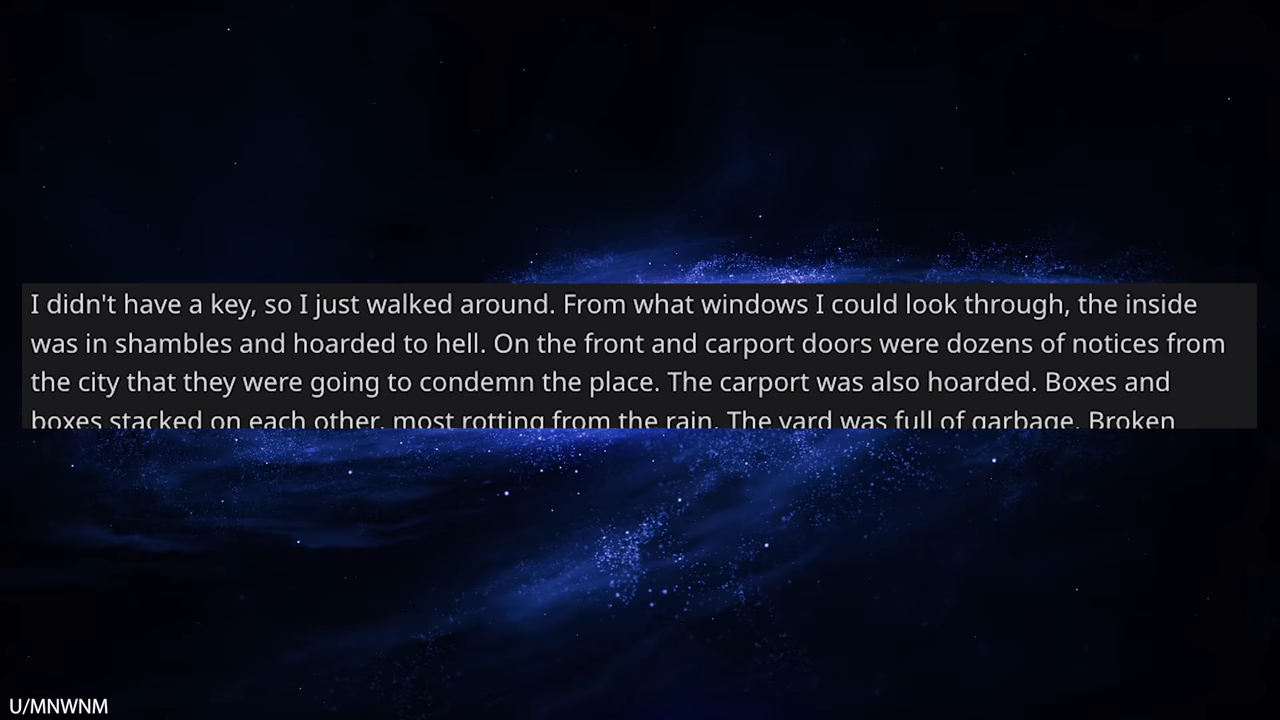 I didn't have a key, so I just walked around. From what windows I could look through, the inside
was in shambles and hoarded to hell. On the front and carport doors were dozens of notices from
the city that they were going to condemn the place. The carport was also hoarded. Boxes and
boxes stacked on each other, most rotting from the rain. The yard was full of garbage. Broken
U/MNWNM